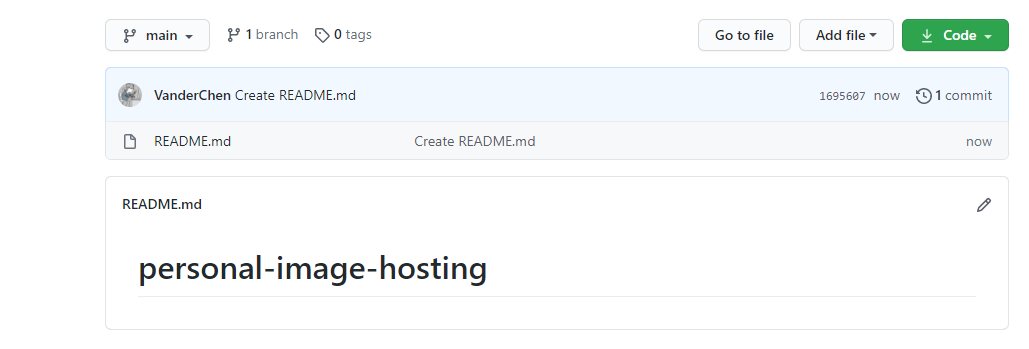 main 1 branch 0 tags Go to file Add file Code
VanderChen Create README.md 1695607 now 1 commit
README.md Create README.md now
README.md
personal-image-hosting